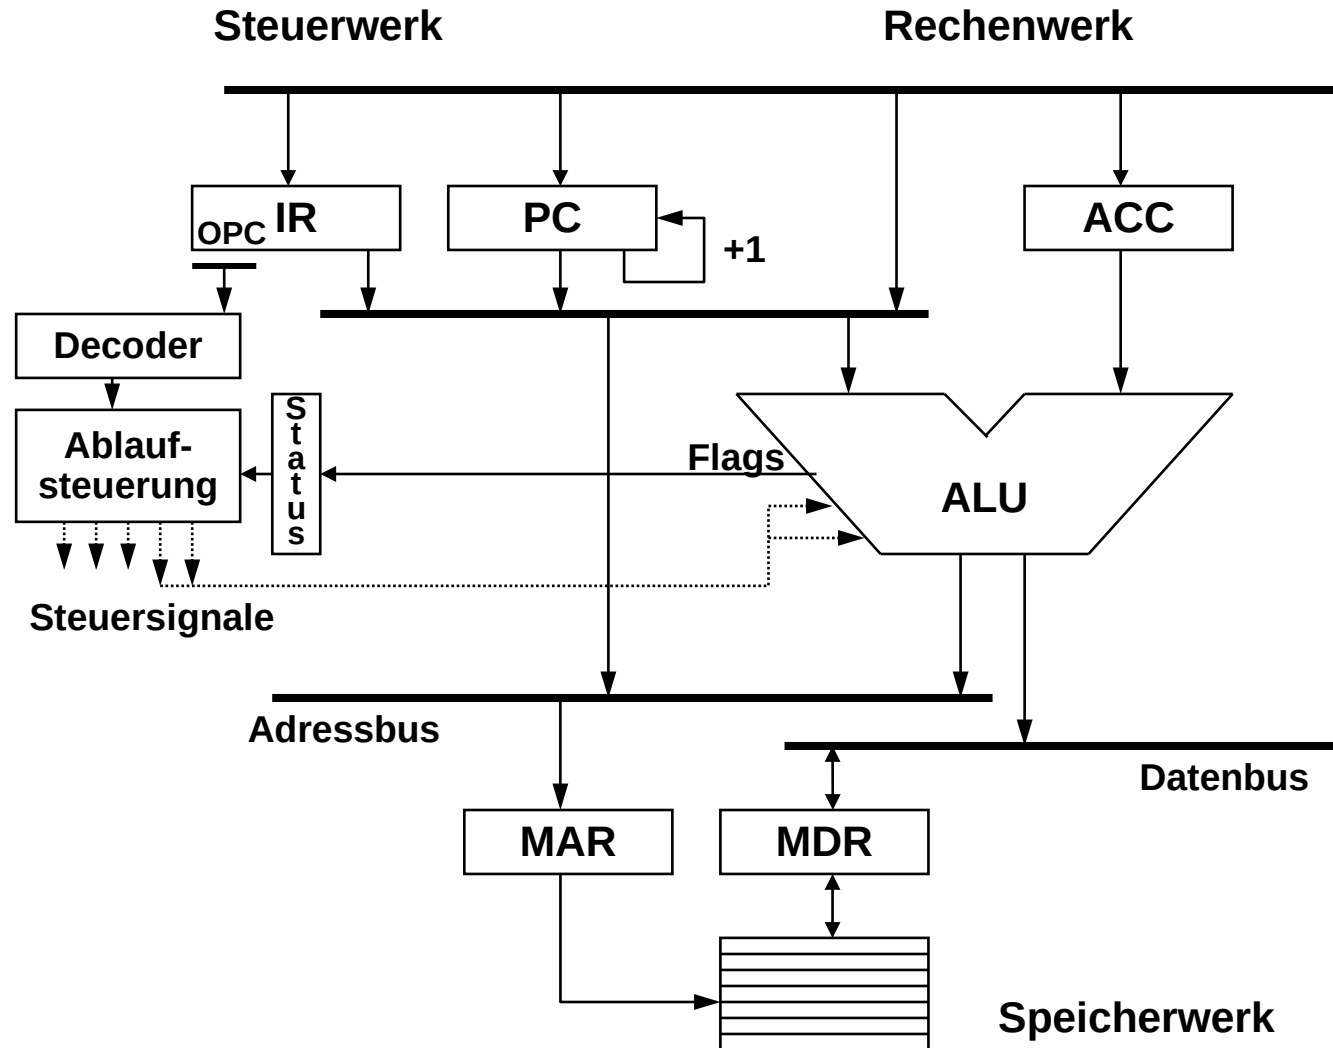 Steuerwerk
Rechenwerk
OPC IR
PC
+1
ACC
Decoder
Ablauf-
steuerung
Status
Flags
ALU
Steuersignale
Adressbus
Datenbus
MAR
MDR
Speicherwerk